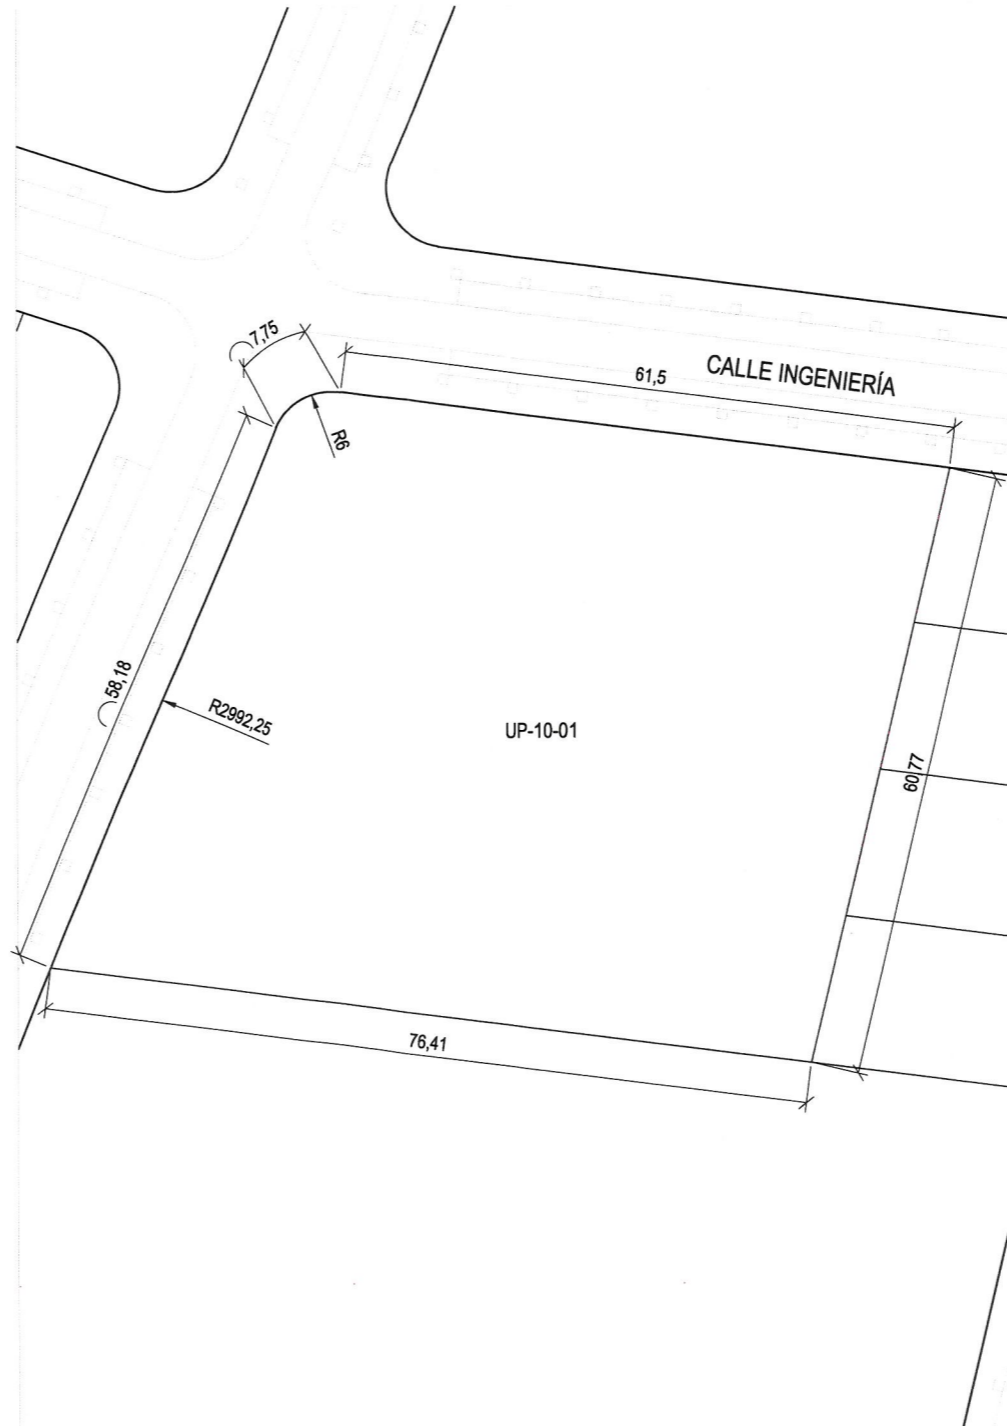 7,75
CALLE INGENIERÍA
61,5
R6
58,18
R2992,25
UP-10-01
60,77
76,41